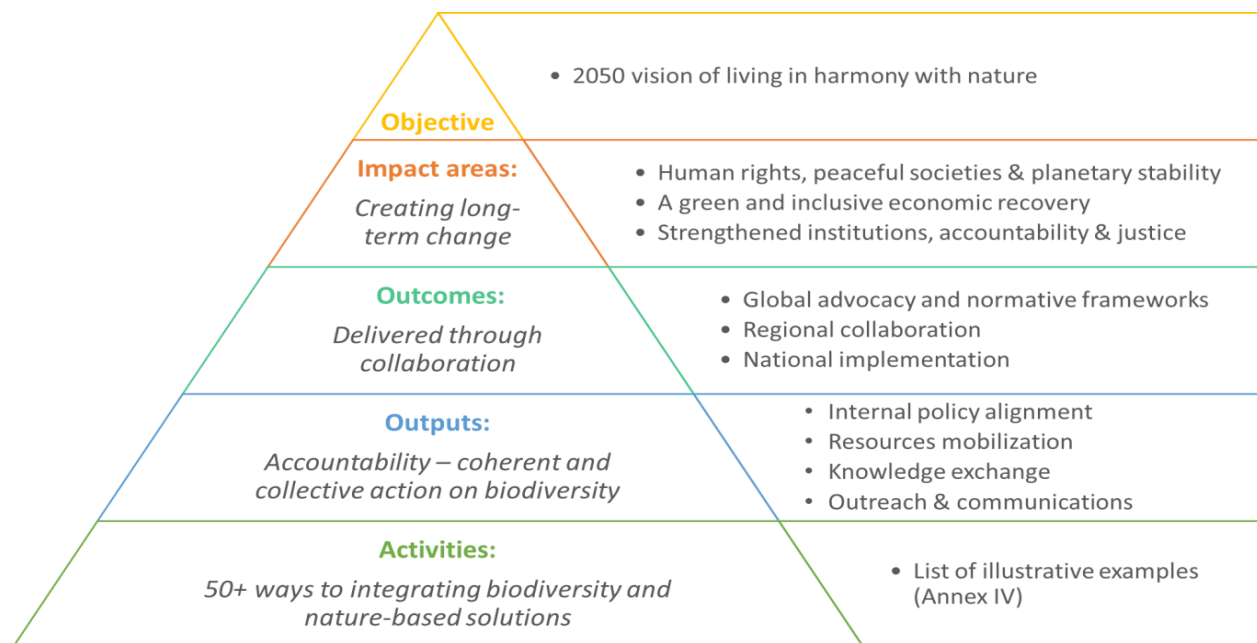 • 2050 vision of living in harmony with nature
Objective
Impact areas:
Creating long-
term change
• Human rights, peaceful societies & planetary stability
• A green and inclusive economic recovery
• Strengthened institutions, accountability & justice
Outcomes:
Delivered through
collaboration
• Global advocacy and normative frameworks
• Regional collaboration
• National implementation
Outputs:
Accountability – coherent and
collective action on biodiversity
• Internal policy alignment
• Resources mobilization
• Knowledge exchange
• Outreach & communications
Activities:
50+ ways to integrating biodiversity and
nature-based solutions
• List of illustrative examples
(Annex IV)